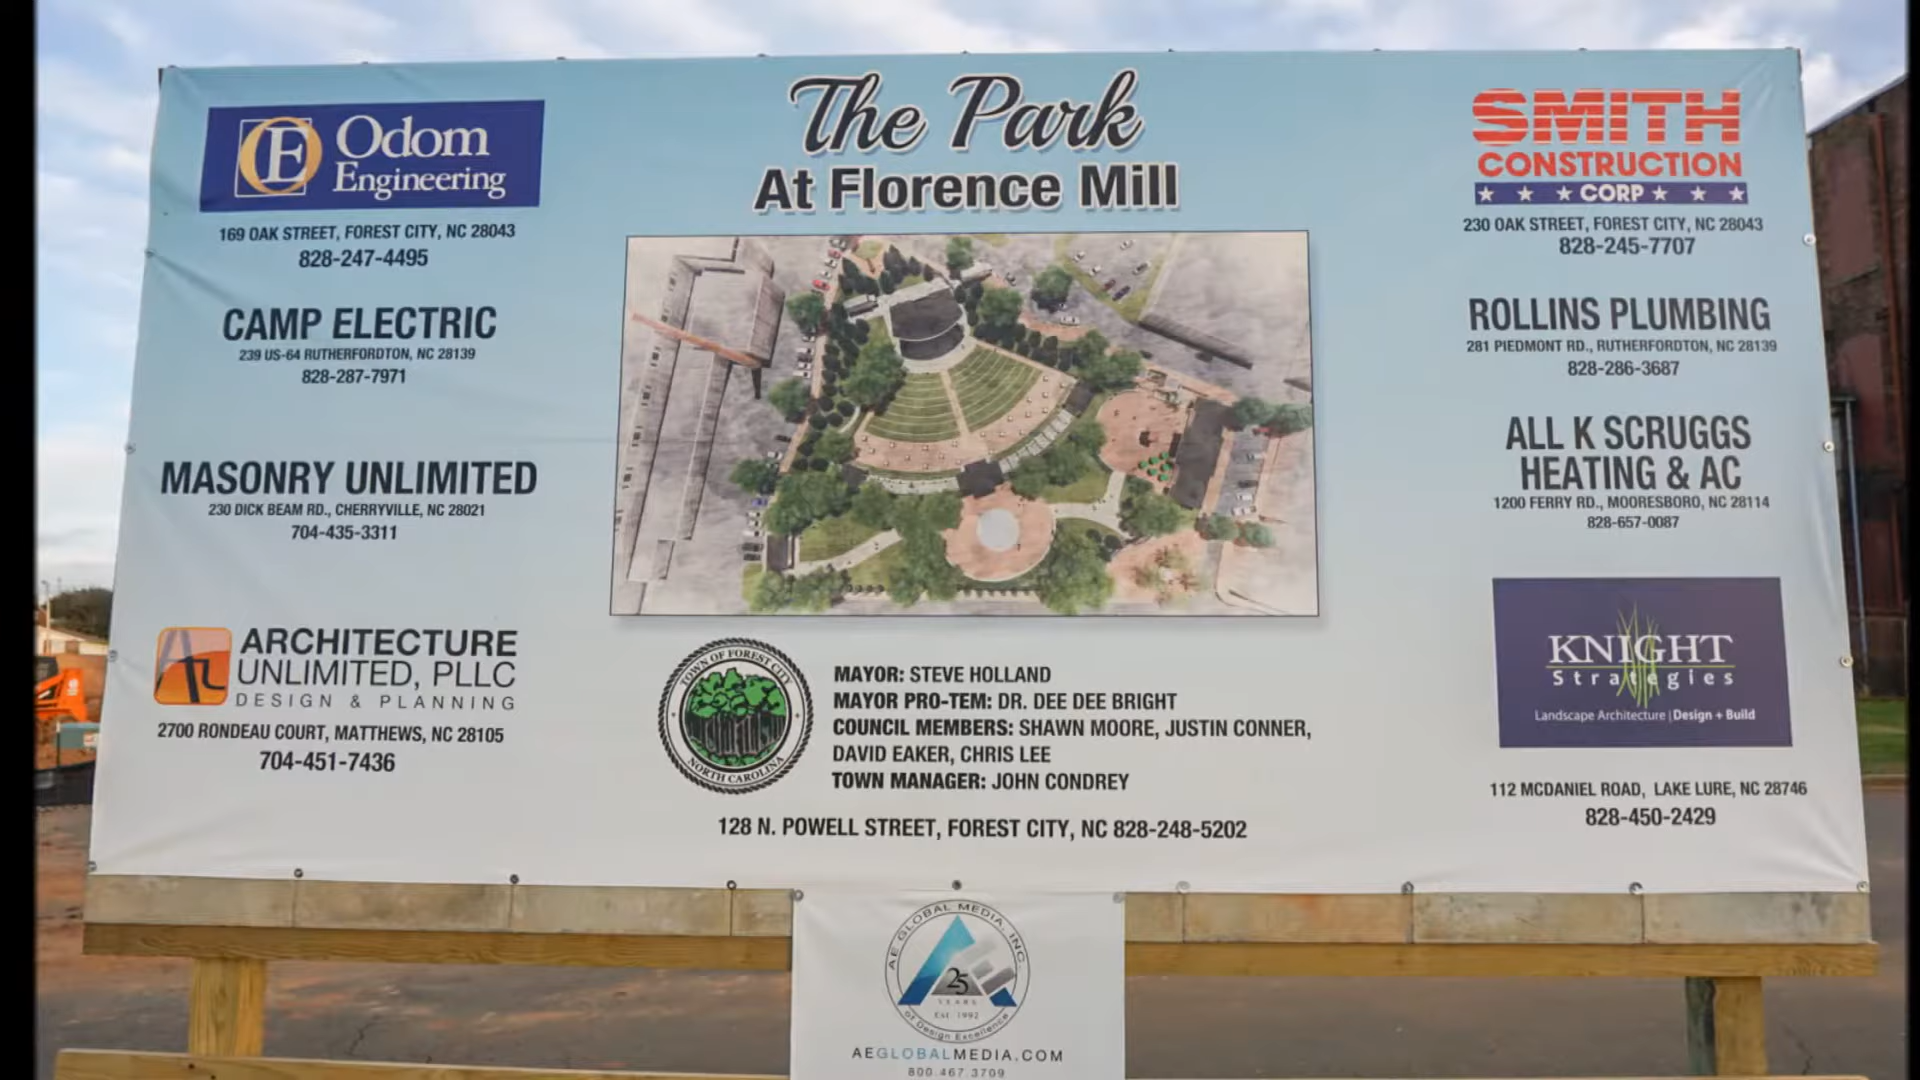 The Park
At Florence Mill
OE Odom
Engineering
169 OAK STREET, FOREST CITY, NC 28043
828-247-4495
CAMP ELECTRIC
239 US-64 RUTHERFORDTON, NC 28139
828-287-7971
MASONRY UNLIMITED
230 DICK BEAM RD., CHERRYVILLE, NC 28021
704-435-3311
ARCHITECTURE
UNLIMITED, PLLC
DESIGN & PLANNING
2700 RONDEAU COURT, MATTHEWS, NC 28105
704-451-7436
SMITH
CONSTRUCTION
CORP
230 OAK STREET, FOREST CITY, NC 28043
828-245-7707
ROLLINS PLUMBING
281 PIEDMONT RD., RUTHERFORDTON, NC 28139
828-286-3687
ALL K SCRUGGS
HEATING & AC
1200 FERRY RD., MOORESBORO, NC 28114
828-657-0087
KNIGHT
Strategies
Landscape Architecture | Design + Build
112 MCDANIEL ROAD, LAKE LURE, NC 28746
828-450-2429
TOWN OF FOREST CITY
NORTH CAROLINA
MAYOR: STEVE HOLLAND
MAYOR PRO-TEM: DR. DEE DEE BRIGHT
COUNCIL MEMBERS: SHAWN MOORE, JUSTIN CONNER,
DAVID EAKER, CHRIS LEE
TOWN MANAGER: JOHN CONDREY
128 N. POWELL STREET, FOREST CITY, NC 828-248-5202
AE GLOBAL MEDIA, INC.
25
YEARS
Est. 1992
of Design Excellence
AEGLOBALMEDIA.COM
800.467.3709